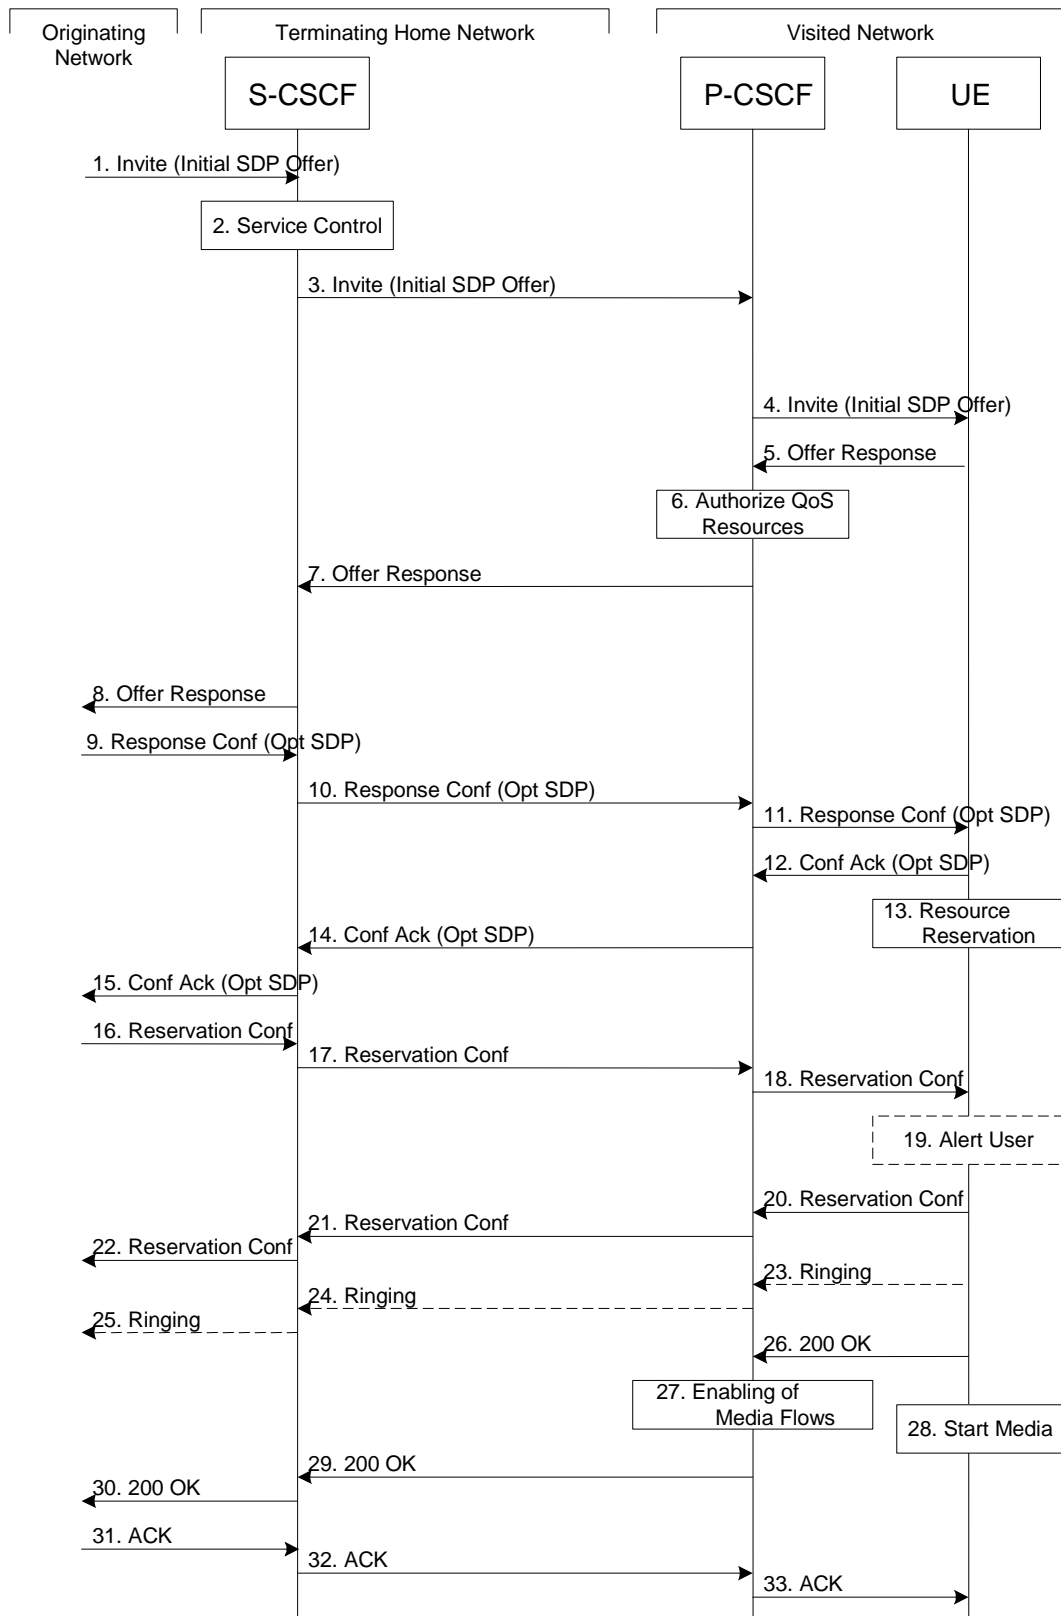 Originating
Network
Terminating Home Network
Visited Network
S-CSCF
P-CSCF
UE
1. Invite (Initial SDP Offer)
2. Service Control
3. Invite (Initial SDP Offer)
4. Invite (Initial SDP Offer)
5. Offer Response
6. Authorize QoS
Resources
7. Offer Response
8. Offer Response
9. Response Conf (Opt SDP)
10. Response Conf (Opt SDP)
11. Response Conf (Opt SDP)
12. Conf Ack (Opt SDP)
13. Resource
Reservation
14. Conf Ack (Opt SDP)
15. Conf Ack (Opt SDP)
16. Reservation Conf
17. Reservation Conf
18. Reservation Conf
19. Alert User
20. Reservation Conf
21. Reservation Conf
22. Reservation Conf
23. Ringing
24. Ringing
25. Ringing
26. 200 OK
27. Enabling of
Media Flows
28. Start Media
29. 200 OK
30. 200 OK
31. ACK
32. ACK
33. ACK